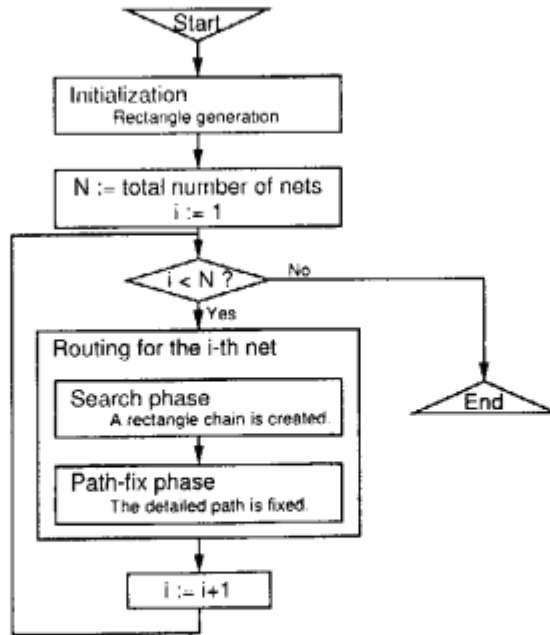 Start
Initialization
Rectangle generation
N := total number of nets
i := 1
i < N ?
No
Yes
Routing for the i-th net
Search phase
A rectangle chain is created.
Path-fix phase
The detailed path is fixed.
i := i+1
End